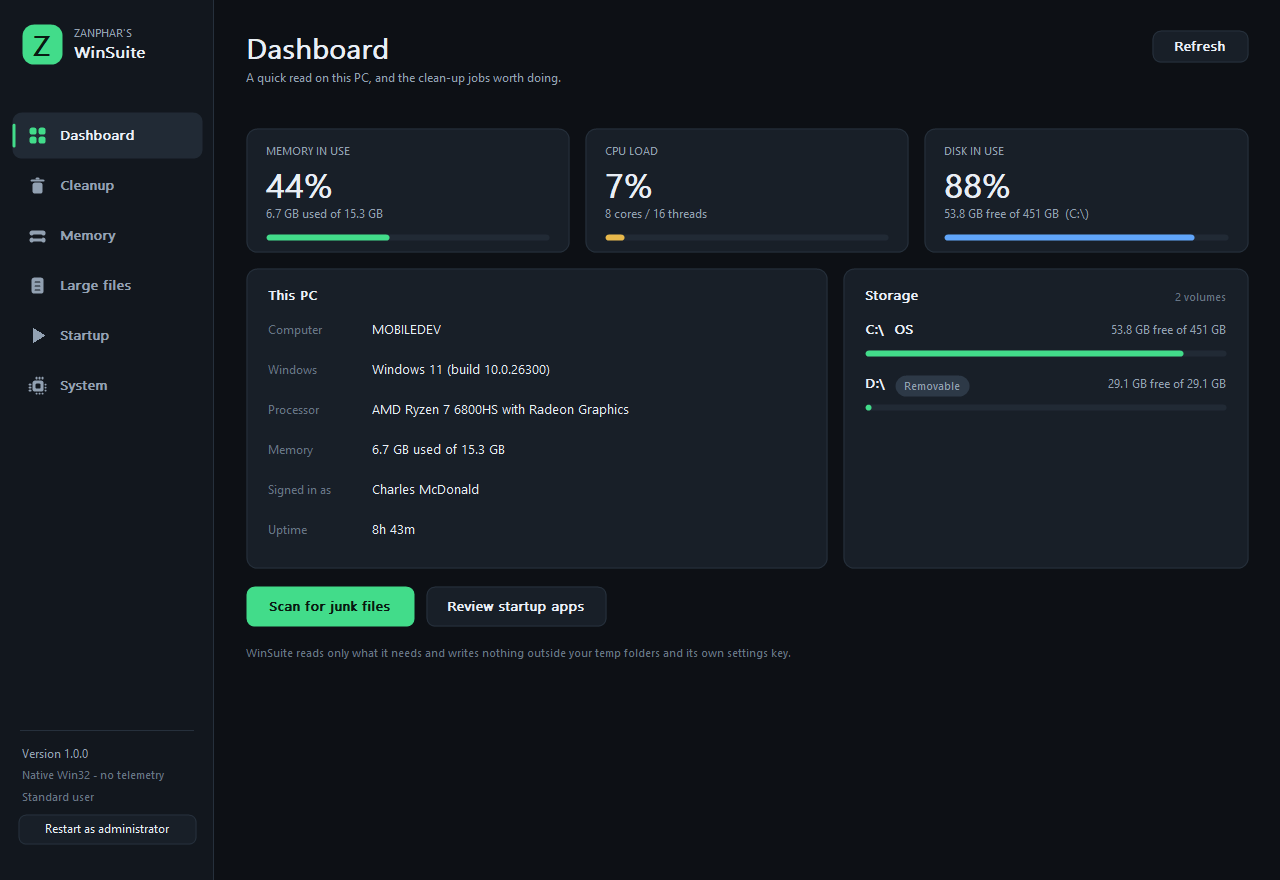 ZANPHAR'S
WinSuite
Dashboard
Cleanup
Memory
Large files
Startup
System
Version 1.0.0
Native Win32 - no telemetry
Standard user
Restart as administrator
Dashboard
A quick read on this PC, and the clean-up jobs worth doing.
Refresh
MEMORY IN USE
44%
6.7 GB used of 15.3 GB
CPU LOAD
7%
8 cores / 16 threads
DISK IN USE
88%
53.8 GB free of 451 GB (C:\)
This PC
Computer MOBILEDEV
Windows Windows 11 (build 10.0.26300)
Processor AMD Ryzen 7 6800HS with Radeon Graphics
Memory 6.7 GB used of 15.3 GB
Signed in as Charles McDonald
Uptime 8h 43m
Storage 2 volumes
C:\ OS 53.8 GB free of 451 GB
D:\ Removable 29.1 GB free of 29.1 GB
Scan for junk files
Review startup apps
WinSuite reads only what it needs and writes nothing outside your temp folders and its own settings key.